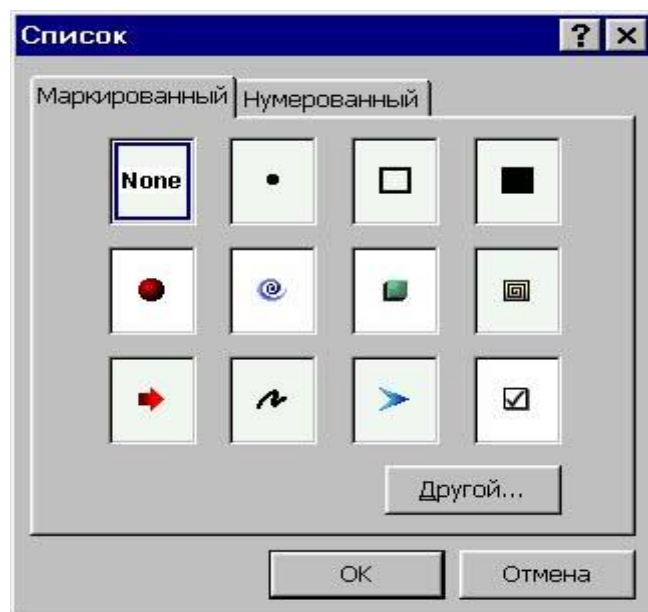 Список
Маркированный Нумерованный
None
Другой...
OK Отмена